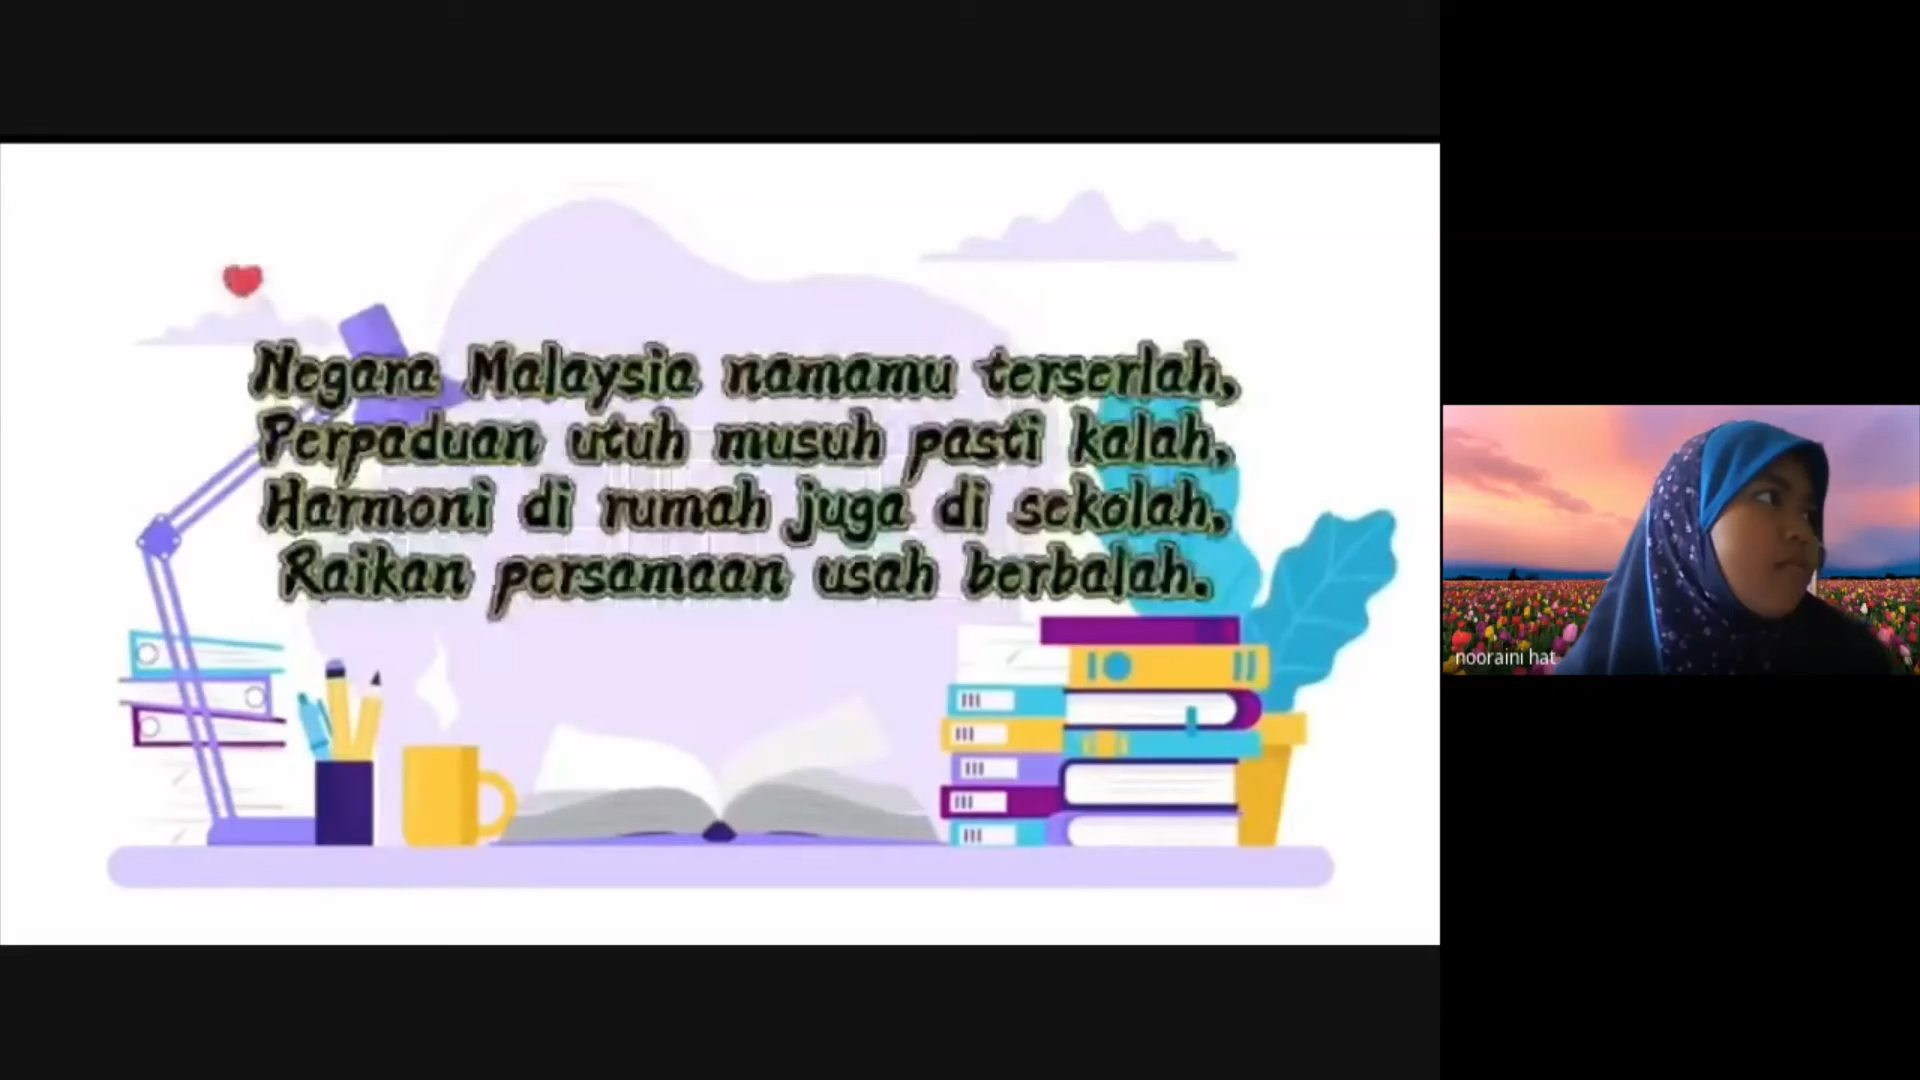 Negara Malaysia namamu terserlah,
Perpaduan utuh musuh pasti kalah,
Harmoni di rumah juga di sekolah,
Raikan persamaan usah berbalah.
nooraini hat